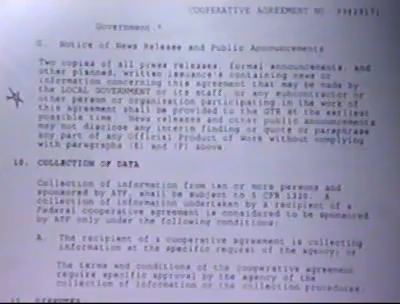 COOPERATIVE AGREEMENT NO.
Government."
G. Notice of News Release and Public Announcements
Two copies of all press releases, formal announcements, and
other planned, written issuance's containing news or
information concerning this agreement that may be made by
the LOCAL GOVERNMENT or its staff, or any subcontractor or
other person or organization participating in the work of
this agreement shall be provided to the GTR at the earliest
possible time. News releases and other public announcements
may not disclose any interim finding or quote or paraphrase
any part of any Official Product of Work without complying
with paragraphs (E) and (F) above.
10. COLLECTION OF DATA
Collection of information from ten or more persons and
sponsored by ATF, shall be subject to 5 CFR 1320. A
collection of information undertaken by a recipient of a
Federal cooperative agreement is considered to be sponsored
by ATF only under the following conditions:
A. The recipient of a cooperative agreement is collecting
information at the specific request of the agency; or
The terms and conditions of the cooperative agreement
require specific approval by the agency of the
collection of information or the collection procedures.